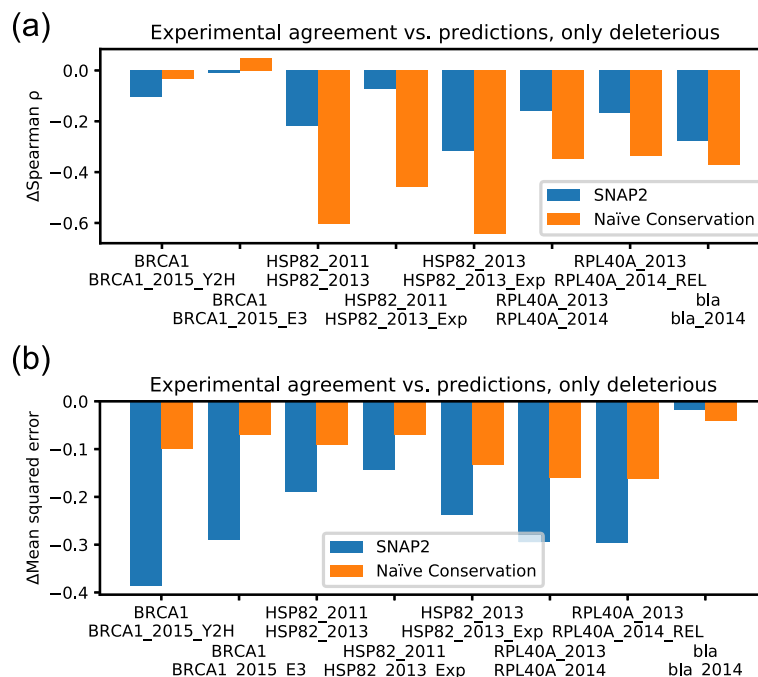 (a)
Experimental agreement vs. predictions, only deleterious
ΔSpearman ρ
0.0
−0.2
−0.4
−0.6
SNAP2
Naïve Conservation
BRCA1
BRCA1_2015_Y2H
BRCA1
BRCA1_2015_E3
HSP82_2011
HSP82_2013
HSP82_2011
HSP82_2013_Exp
HSP82_2013
HSP82_2013_Exp
RPL40A_2013
RPL40A_2014
RPL40A_2013
RPL40A_2014_REL
bla
bla_2014
(b)
Experimental agreement vs. predictions, only deleterious
ΔMean squared error
0.0
−0.1
−0.2
−0.3
−0.4
SNAP2
Naïve Conservation
BRCA1
BRCA1_2015_Y2H
BRCA1
BRCA1_2015_E3
HSP82_2011
HSP82_2013
HSP82_2011
HSP82_2013_Exp
HSP82_2013
HSP82_2013_Exp
RPL40A_2013
RPL40A_2014
RPL40A_2013
RPL40A_2014_REL
bla
bla_2014